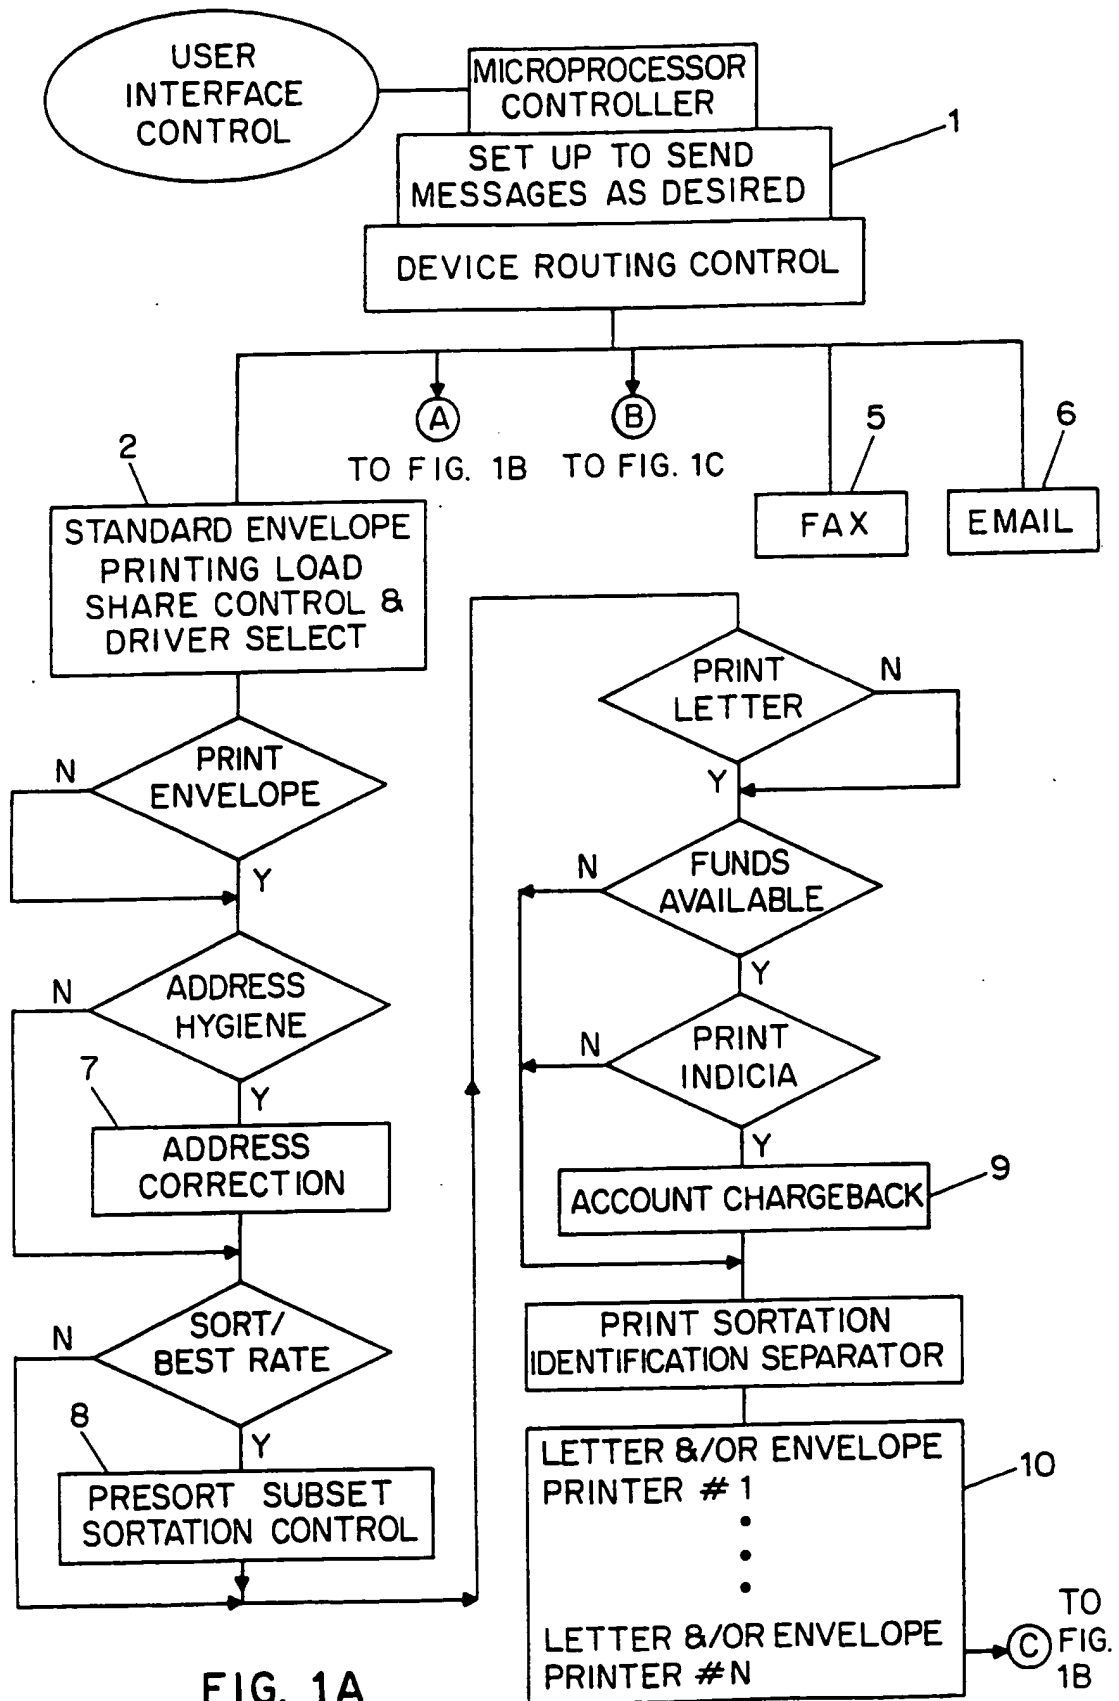 USER
INTERFACE
CONTROL
MICROPROCESSOR
CONTROLLER
SET UP TO SEND
MESSAGES AS DESIRED
1
DEVICE ROUTING CONTROL
A
TO FIG. 1B
B
TO FIG. 1C
5
FAX
6
EMAIL
2
STANDARD ENVELOPE
PRINTING LOAD
SHARE CONTROL &
DRIVER SELECT
PRINT
ENVELOPE
N
Y
ADDRESS
HYGIENE
N
Y
7
ADDRESS
CORRECTION
SORT/
BEST RATE
N
Y
8
PRESORT SUBSET
SORTATION CONTROL
PRINT
LETTER
N
Y
FUNDS
AVAILABLE
N
Y
PRINT
INDICIA
N
Y
ACCOUNT CHARGEBACK
9
PRINT SORTATION
IDENTIFICATION SEPARATOR
LETTER &/OR ENVELOPE
PRINTER #1
10
LETTER &/OR ENVELOPE
PRINTER #N
C
TO
FIG.
1B
FIG. 1A